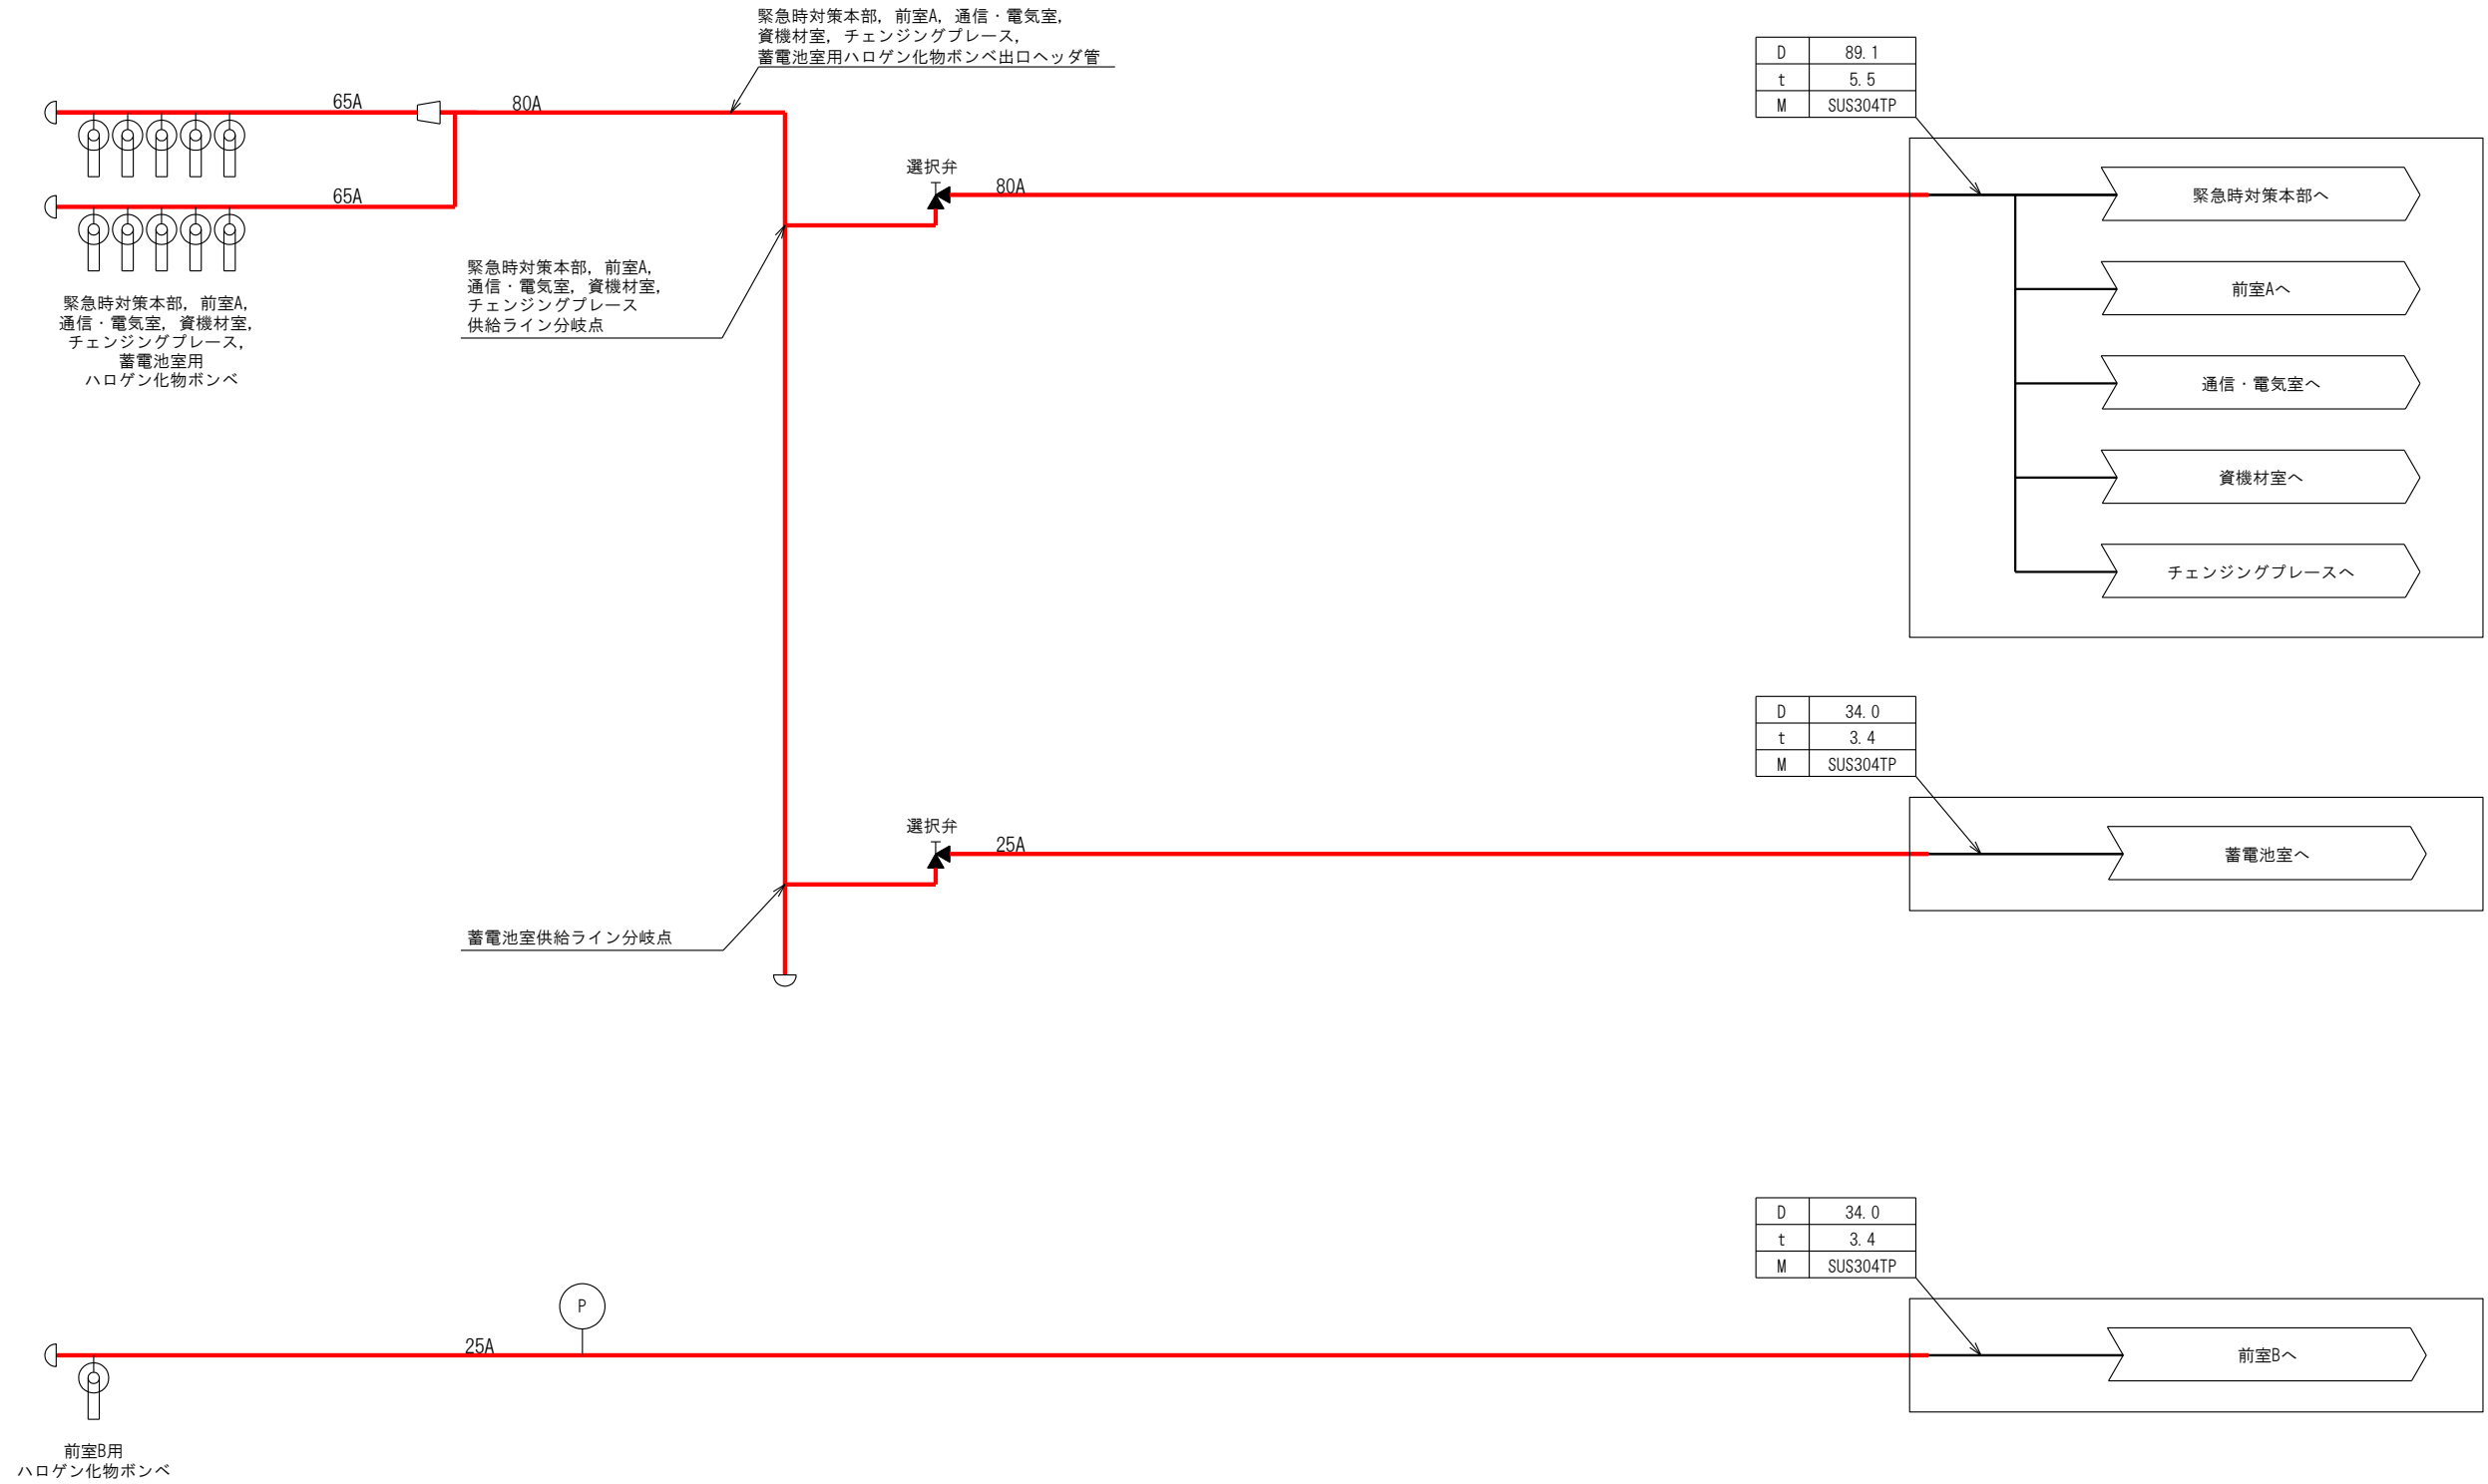 緊急時対策本部, 前室A, 通信・電気室,
資機材室, チェンジングプレース,
蓄電池室用ハロゲン化物ボンベ出口ヘッダ管
D 89.1
t 5.5
M SUS304TP
65A
80A
選択弁
80A
65A
緊急時対策本部へ
前室Aへ
通信・電気室へ
資機材室へ
チェンジングプレースへ
緊急時対策本部, 前室A,
通信・電気室, 資機材室,
チェンジングプレース
供給ライン分岐点
緊急時対策本部, 前室A,
通信・電気室, 資機材室,
チェンジングプレース,
蓄電池室用
ハロゲン化物ボンベ
D 34.0
t 3.4
M SUS304TP
選択弁
25A
蓄電池室へ
蓄電池室供給ライン分岐点
D 34.0
t 3.4
M SUS304TP
P
25A
前室Bへ
前室B用
ハロゲン化物ボンベ